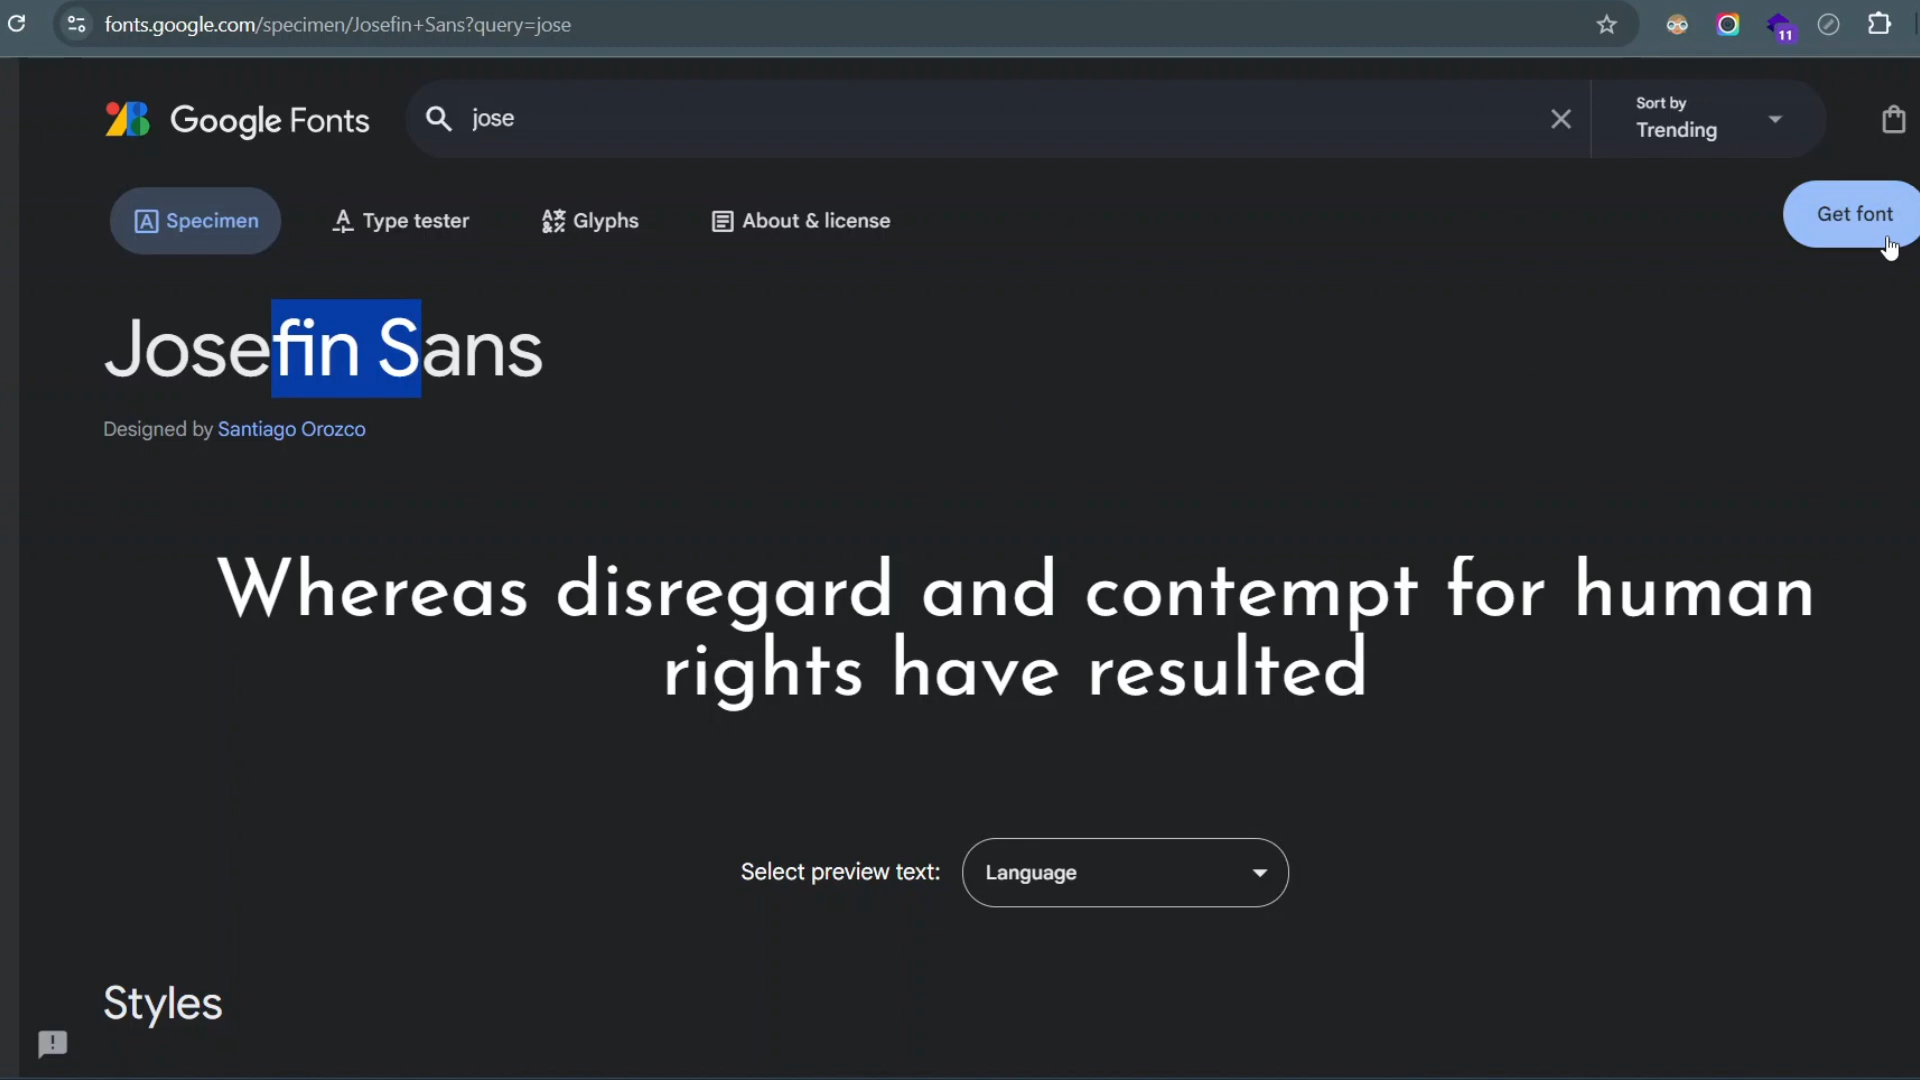 fonts.google.com/specimen/Josefin+Sans?query=jose
11
Google Fonts
jose
Sort by
Trending
Specimen
Type tester
Glyphs
About & license
Get font
Josefin Sans
Designed by Santiago Orozco
Whereas disregard and contempt for human
rights have resulted
Select preview text:
Language
Styles